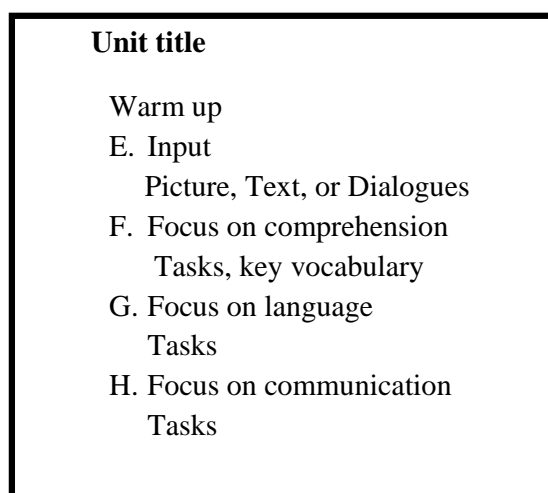 Unit title
Warm up
E. Input
Picture, Text, or Dialogues
F. Focus on comprehension
Tasks, key vocabulary
G. Focus on language
Tasks
H. Focus on communication
Tasks